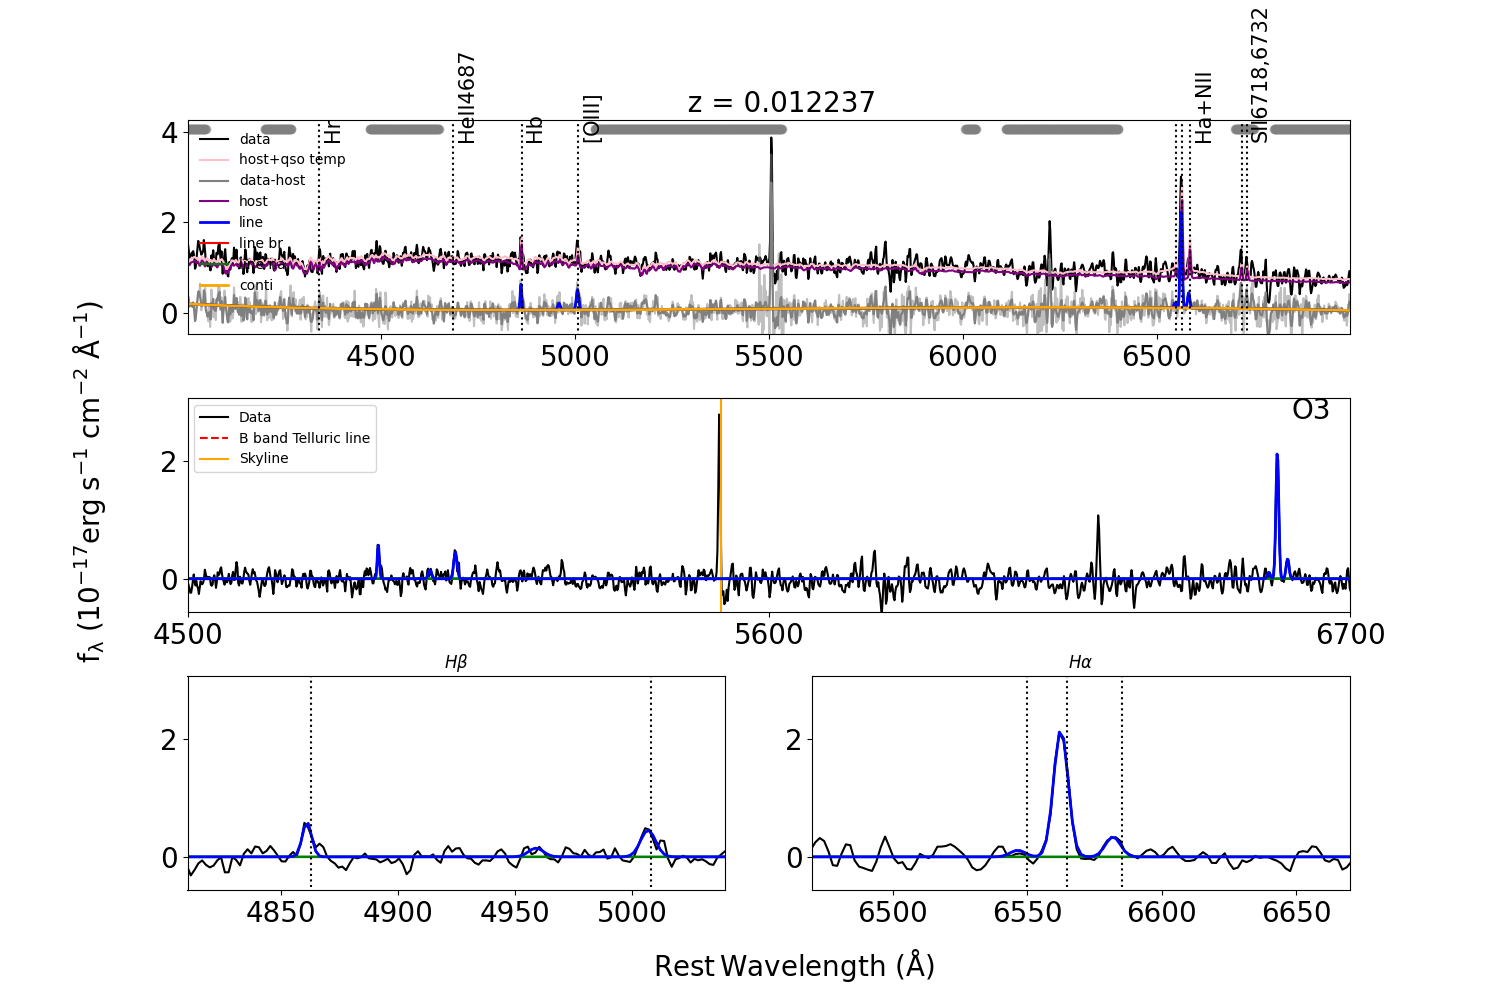 z = 0.012237
Hr
HeII4687
Hb
[OIII]
Ha+NII
SII6718,6732
data
host+qso temp
data-host
host
line
line br
conti
4
2
0
4500
5000
5500
6000
6500
fλ (10−17erg s−1 cm−2 Å−1)
O3
Data
B band Telluric line
Skyline
2
0
4500
5600
6700
Hβ
2
0
4850
4900
4950
5000
Hα
2
0
6500
6550
6600
6650
Rest Wavelength (Å)